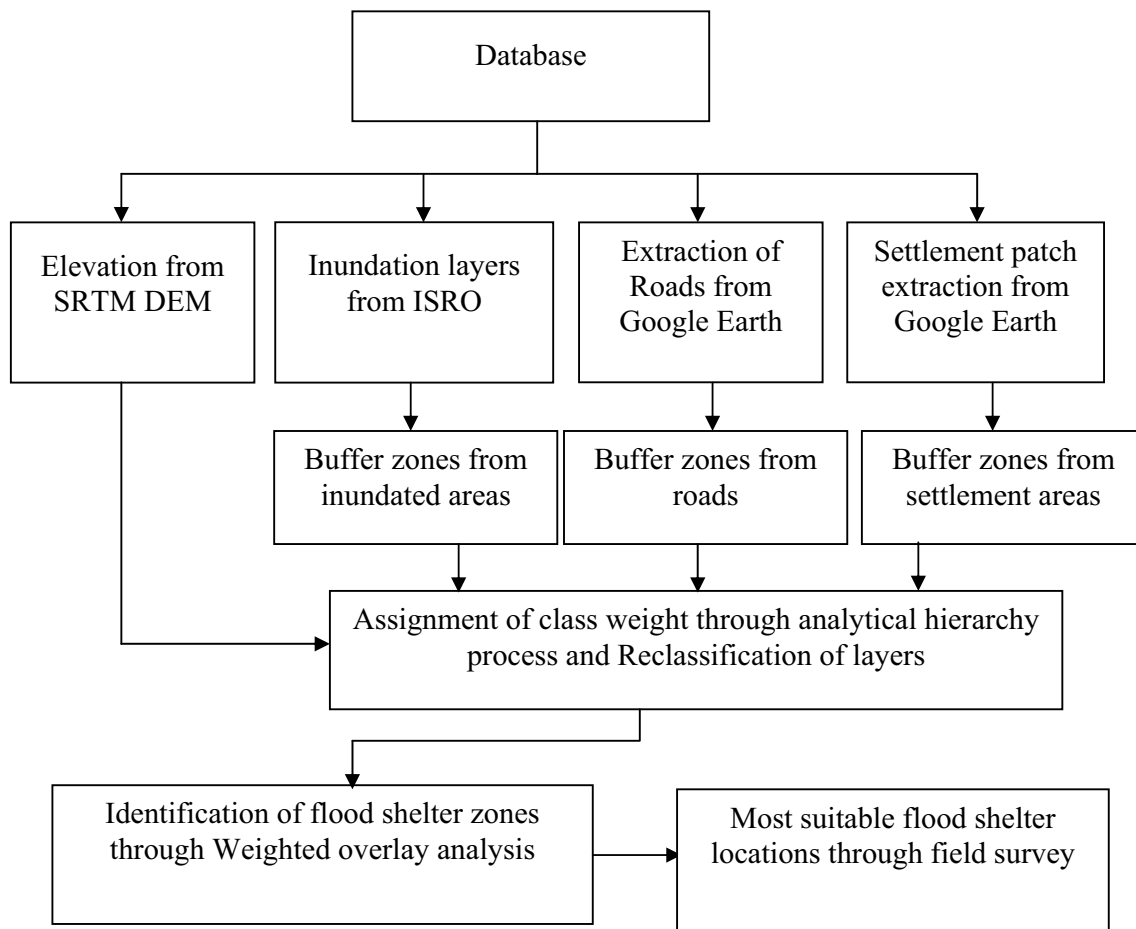 Database
Elevation from
SRTM DEM
Inundation layers
from ISRO
Extraction of
Roads from
Google Earth
Settlement patch
extraction from
Google Earth
Buffer zones from
inundated areas
Buffer zones from
roads
Buffer zones from
settlement areas
Assignment of class weight through analytical hierarchy
process and Reclassification of layers
Identification of flood shelter zones
through Weighted overlay analysis
Most suitable flood shelter
locations through field survey